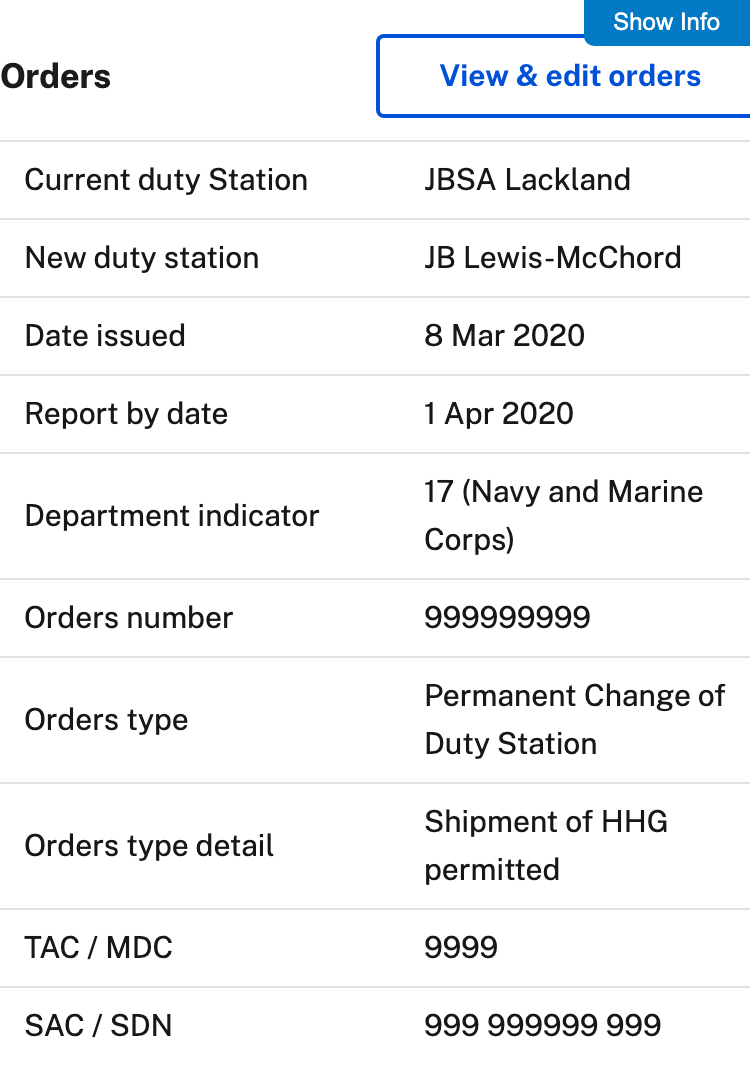 Show Info
Orders
View & edit orders
Current duty Station
JBSA Lackland
New duty station
JB Lewis-McChord
Date issued
8 Mar 2020
Report by date
1 Apr 2020
Department indicator
17 (Navy and Marine
Corps)
Orders number
999999999
Orders type
Permanent Change of
Duty Station
Orders type detail
Shipment of HHG
permitted
TAC / MDC
9999
SAC / SDN
999 999999 999